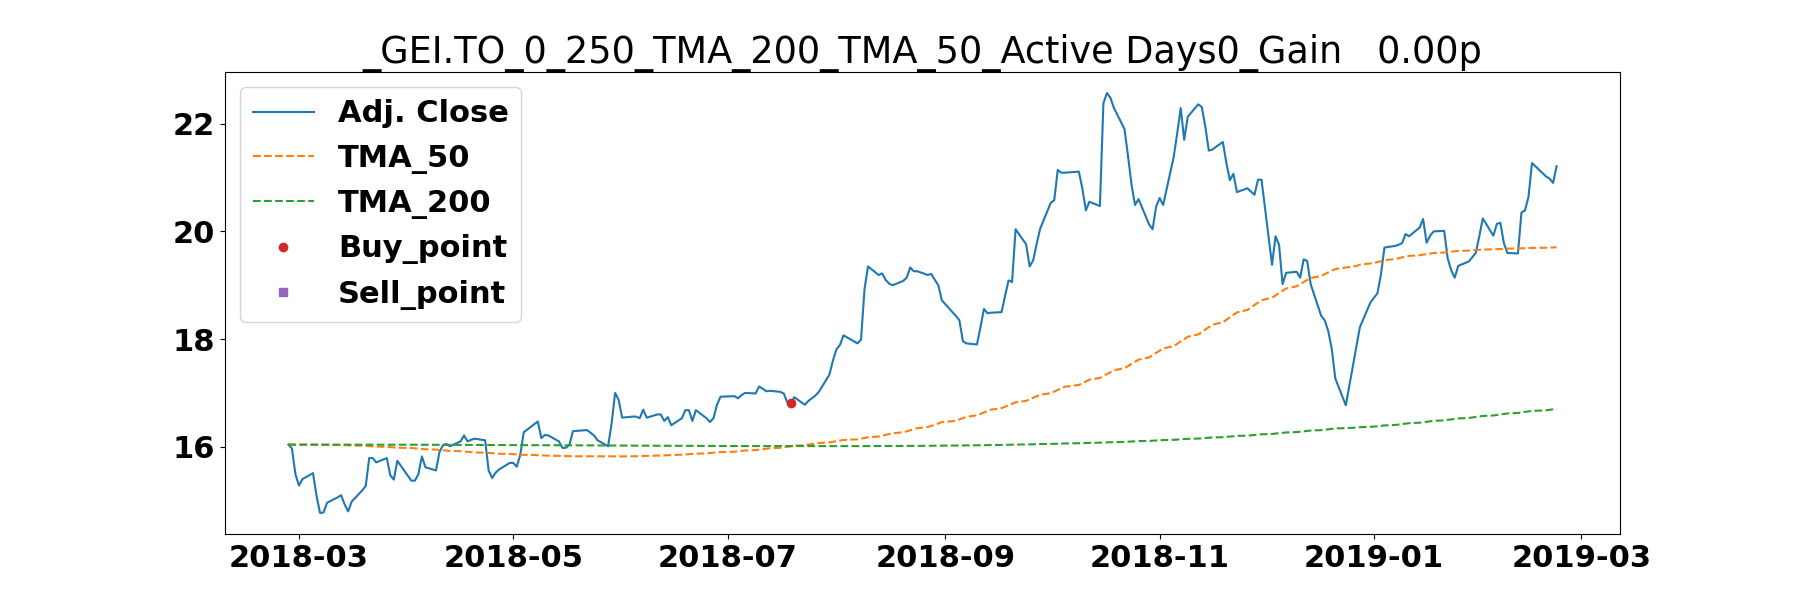 _GEI.TO_0_250_TMA_200_TMA_50_Active Days0_Gain   0.00p
Adj. Close
TMA_50
TMA_200
Buy_point
Sell_point
22
20
18
16
2018-03 2018-05 2018-07 2018-09 2018-11 2019-01 2019-03